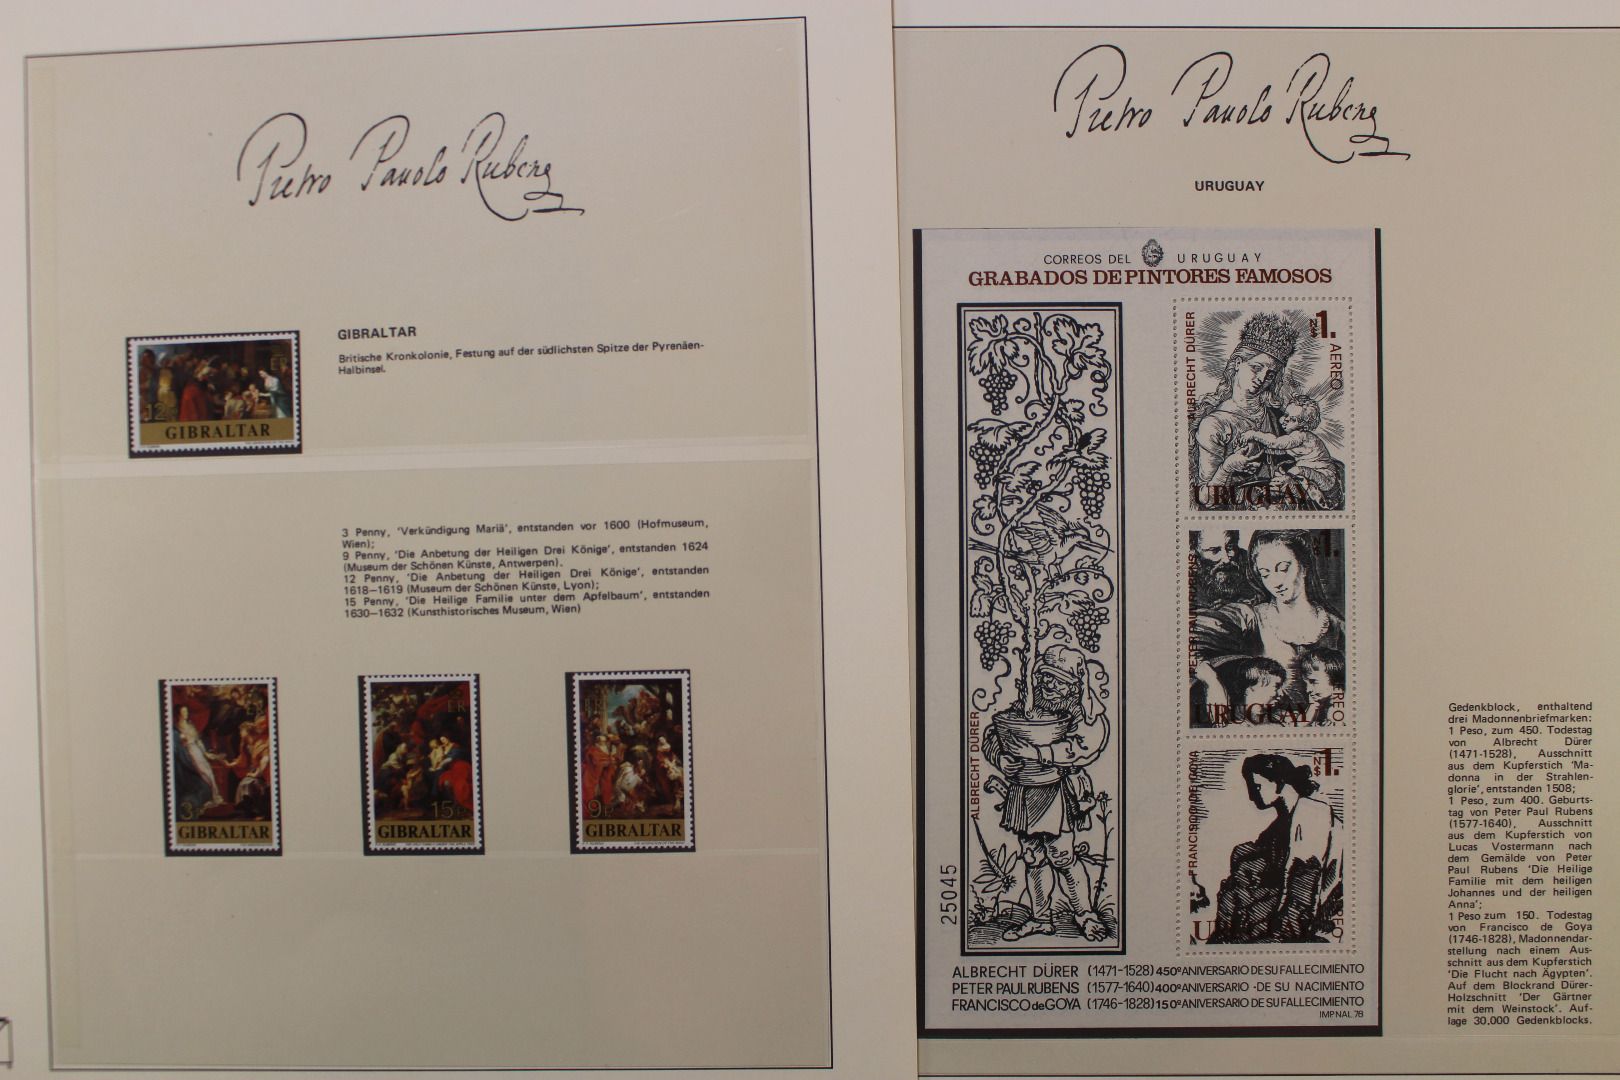 Pietro Pauolo Rubens
GIBRALTAR
Britische Kronkolonie, Festung auf der südlichsten Spitze der Pyrenäen-
Halbinsel.
ER
12P
GIBRALTAR
3 Penny, 'Verkündigung Mariä', entstanden vor 1600 (Hofmuseum,
Wien);
9 Penny, 'Die Anbetung der Heiligen Drei Könige', entstanden 1624
(Museum der Schönen Künste, Antwerpen).
12 Penny, 'Die Anbetung der Heiligen Drei Könige', entstanden
1618—1619 (Museum der Schönen Künste, Lyon);
15 Penny, 'Die Heilige Familie unter dem Apfelbaum', entstanden
1630—1632 (Kunsthistorisches Museum, Wien)
ER
3P
GIBRALTAR
ER
15P
GIBRALTAR
ER
9P
GIBRALTAR
Pietro Pauolo Rubens
URUGUAY
CORREOS DEL URUGUAY
GRABADOS DE PINTORES FAMOSOS
ALBRECHT DÜRER
25045
ALBRECHT DÜRER
N$ 1.
AEREO
URUGUAY
PETER PAUL RUBENS
1.
AEREO
URUGUAY
FRANCISCO DE GOYA
N$ 1.
AEREO
URUGUAY
ALBRECHT DÜRER (1471-1528) 450º ANIVERSARIO DE SU FALLECIMIENTO
PETER PAUL RUBENS (1577-1640) 400º ANIVERSARIO · DE SU NACIMIENTO
FRANCISCO de GOYA (1746-1828) 150º ANIVERSARIO DE SU FALLECIMIENTO
IMP NAL. 78
Gedenkblock, enthaltend
drei Madonnenbriefmarken:
1 Peso, zum 450. Todestag
von Albrecht Dürer
(1471-1528), Ausschnitt
aus dem Kupferstich 'Ma-
donna in der Strahlen-
glorie', entstanden 1508;
1 Peso, zum 400. Geburts-
tag von Peter Paul Rubens
(1577-1640), Ausschnitt
aus dem Kupferstich von
Lucas Vostermann nach
dem Gemälde von Peter
Paul Rubens 'Die Heilige
Familie mit dem heiligen
Johannes und der heiligen
Anna';
1 Peso zum 150. Todestag
von Francisco de Goya
(1746-1828), Madonnendar-
stellung nach einem Aus-
schnitt aus dem Kupferstich
'Die Flucht nach Ägypten'.
Auf dem Blockrand Dürer-
Holzschnitt 'Der Gärtner
mit dem Weinstock'. Auf-
lage 30.000 Gedenkblocks.